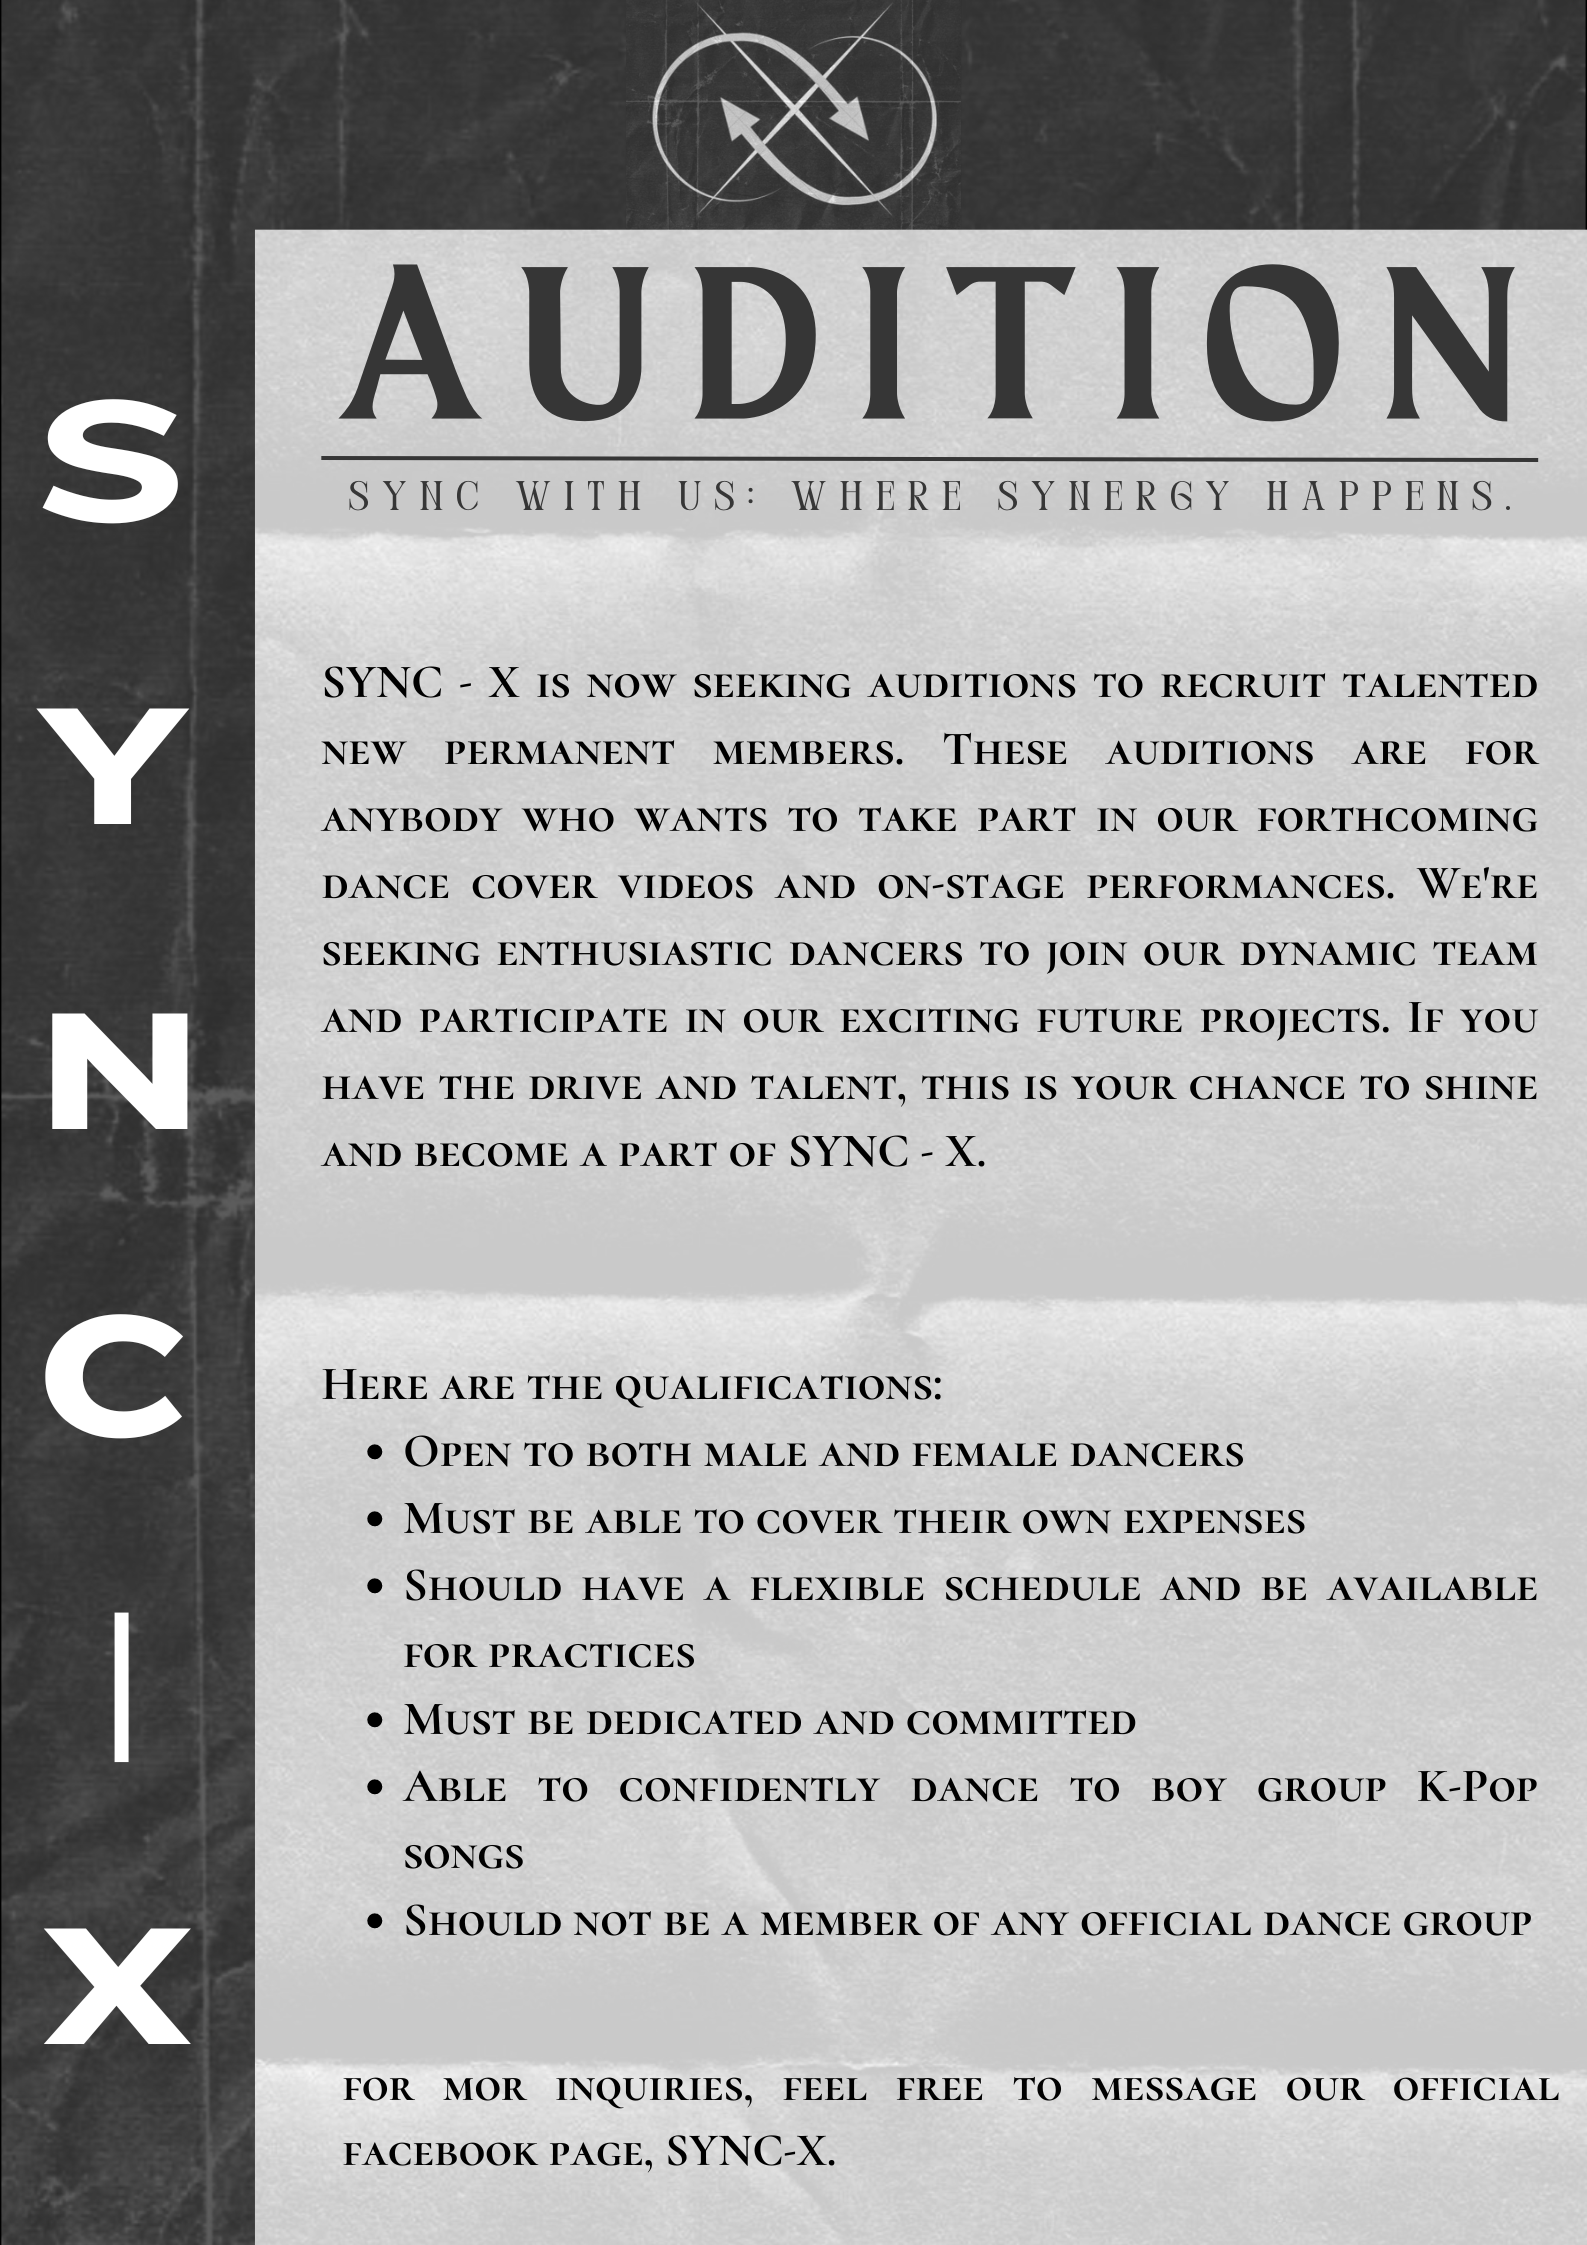 AUDITION
SYNC WITH US: WHERE SYNERGY HAPPENS.
SYNC | X
SYNC - X is now seeking auditions to recruit talented
new permanent members. These auditions are for
anybody who wants to take part in our forthcoming
dance cover videos and on-stage performances. We're
seeking enthusiastic dancers to join our dynamic team
and participate in our exciting future projects. If you
have the drive and talent, this is your chance to shine
and become a part of SYNC - X.
Here are the qualifications:
• Open to both male and female dancers
• Must be able to cover their own expenses
• Should have a flexible schedule and be available
for practices
• Must be dedicated and committed
• Able to confidently dance to boy group K-Pop
songs
• Should not be a member of any official dance group
for mor inquiries, feel free to message our official
facebook page, SYNC-X.